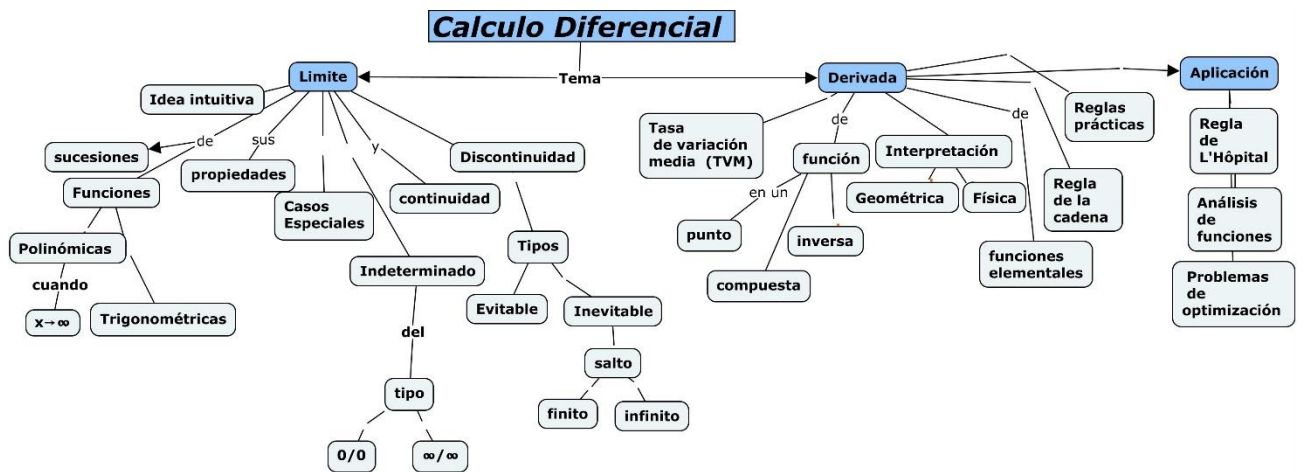 Calculo Diferencial
Tema
Limite
Derivada
Aplicación
Idea intuitiva
de
sus
y
sucesiones
propiedades
Discontinuidad
Funciones
Casos
Especiales
continuidad
Polinómicas
Indeterminado
Tipos
cuando
x→∞
Trigonométricas
Evitable
Inevitable
del
salto
tipo
finito
infinito
0/0
∞/∞
Tasa
de variación
media (TVM)
de
función
en un
punto
inversa
compuesta
Interpretación
Geométrica
Física
de
funciones
elementales
Reglas
prácticas
Regla
de la
cadena
Regla
de
L'Hôpital
Análisis
de
funciones
Problemas
de
optimización